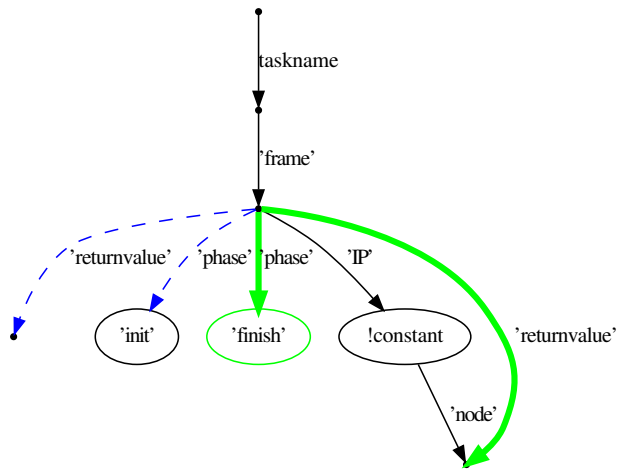 taskname
’frame’
’returnvalue’
’phase’
’phase’
’IP’
’init’
’finish’
!constant
’returnvalue’
’node’